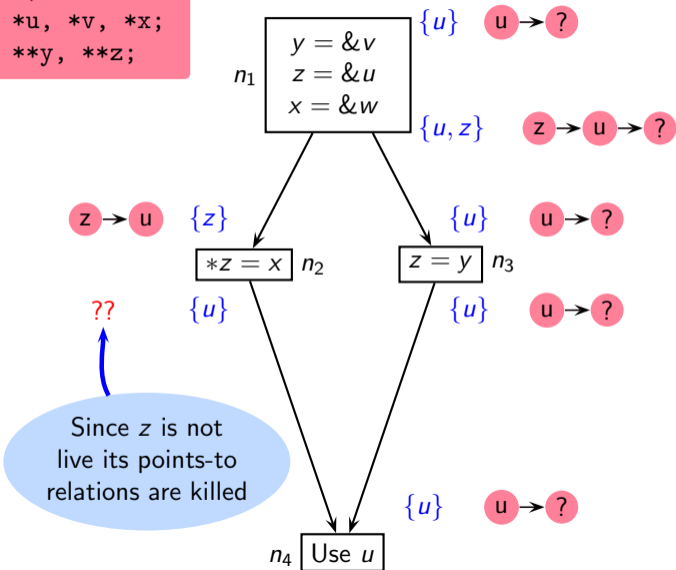 *u, *v, *x;
**y, **z;
{u} u → ?
n1
y = &v
z = &u
x = &w
{u, z} z → u → ?
z → u {z} {u} u → ?
*z = x n2 z = y n3
?? {u} {u} u → ?
Since z is not
live its points-to
relations are killed
{u} u → ?
n4 Use u